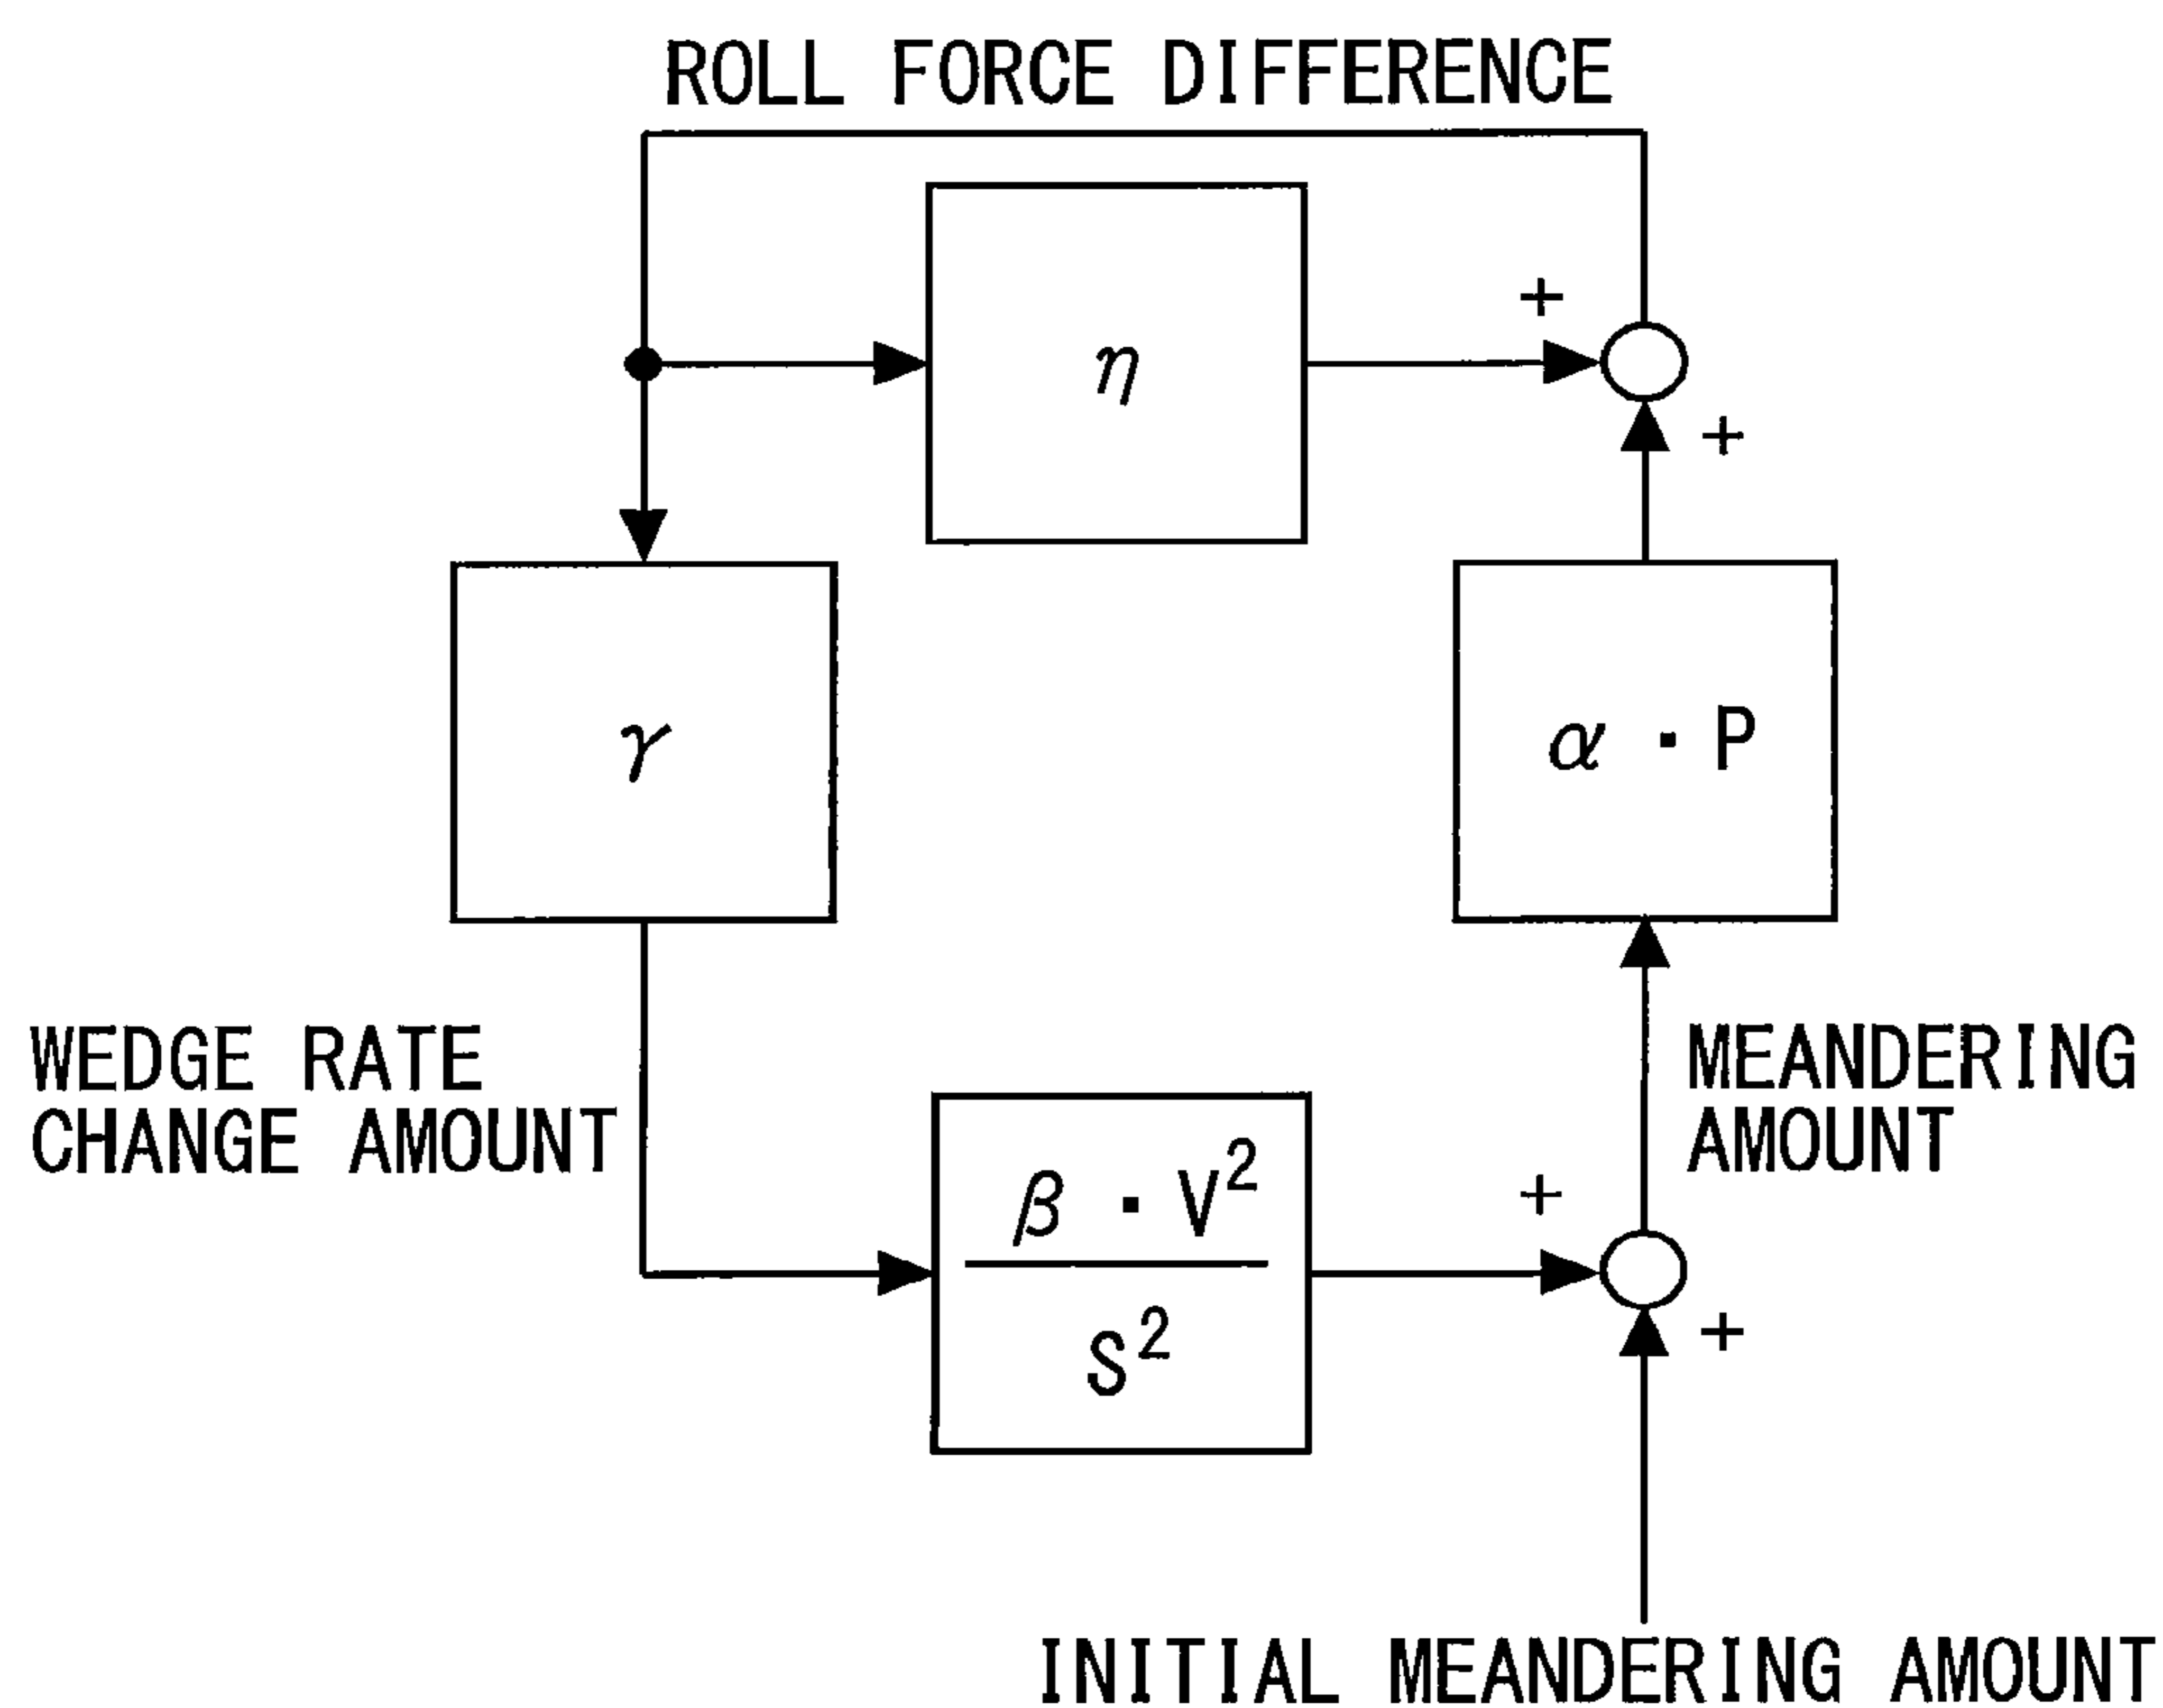 ROLL FORCE DIFFERENCE
+
η
+
γ
α · P
WEDGE RATE
CHANGE AMOUNT
MEANDERING
AMOUNT
β · V²
S²
+
+
INITIAL MEANDERING AMOUNT